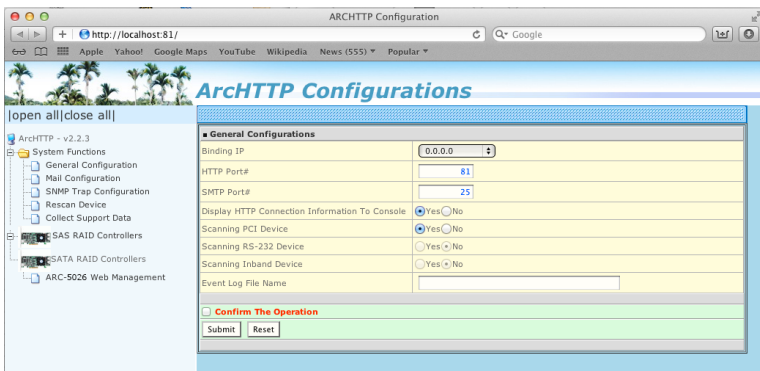 ARCHTTP Configuration
http://localhost:81/
Google
Apple Yahoo! Google Maps YouTube Wikipedia News (555) Popular
ArcHTTP Configurations
|open all|close all|
ArcHTTP - v2.2.3
System Functions
General Configuration
Mail Configuration
SNMP Trap Configuration
Rescan Device
Collect Support Data
SAS RAID Controllers
SATA RAID Controllers
ARC-5026 Web Management
General Configurations
Binding IP 0.0.0.0
HTTP Port# 81
SMTP Port# 25
Display HTTP Connection Information To Console Yes No
Scanning PCI Device Yes No
Scanning RS-232 Device Yes No
Scanning Inband Device Yes No
Event Log File Name
Confirm The Operation
Submit Reset